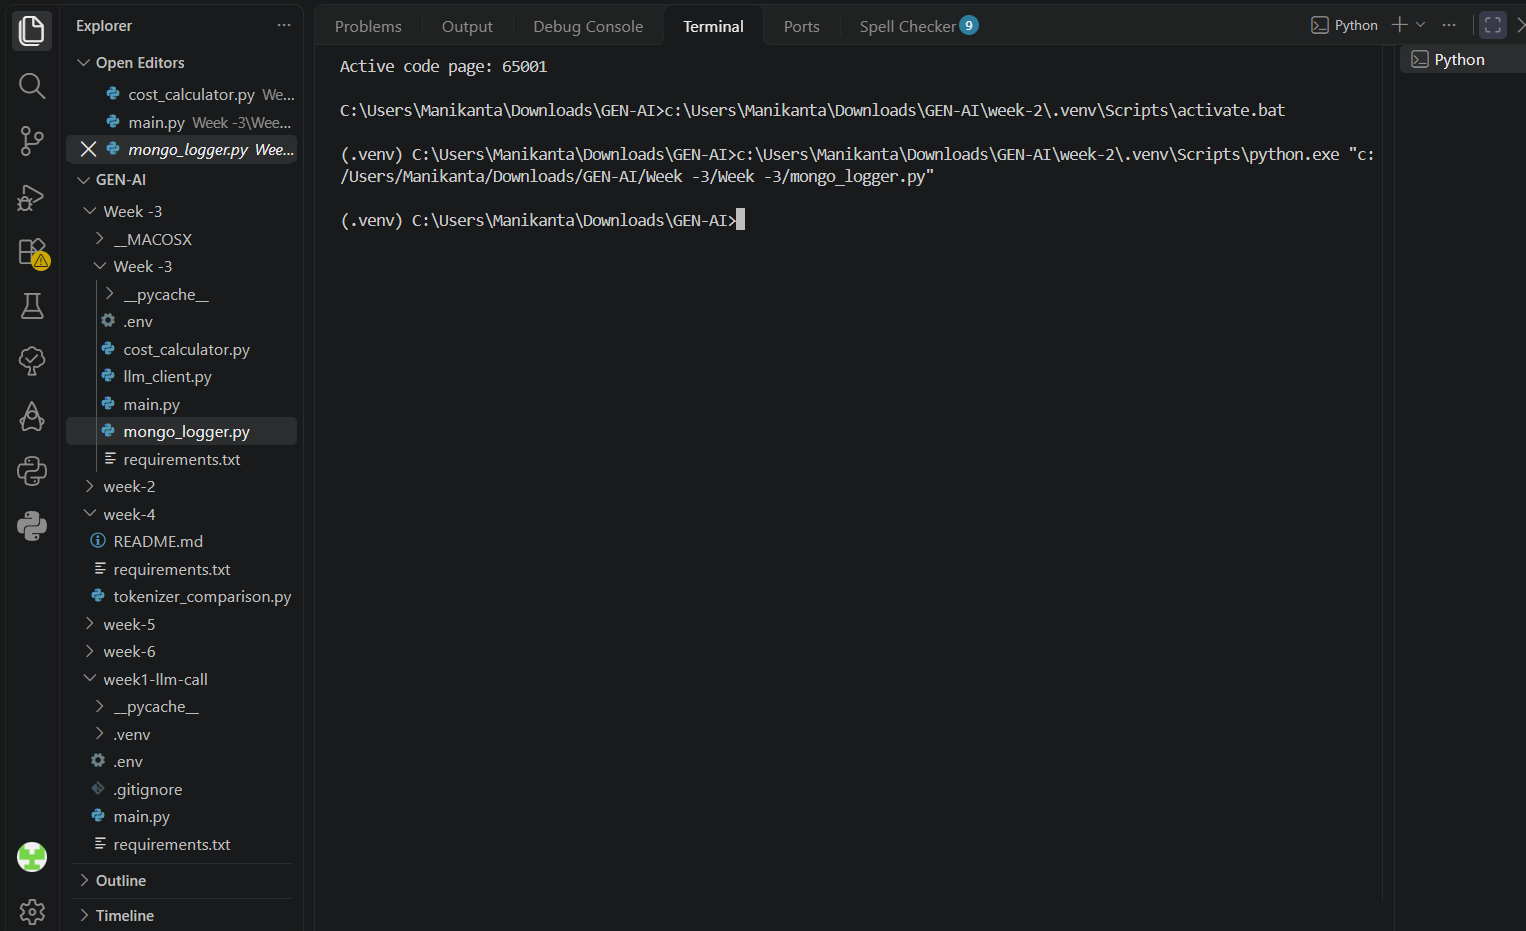 Explorer
Open Editors
cost_calculator.py We...
main.py Week -3\Wee...
mongo_logger.py Wee...
GEN-AI
Week -3
__MACOSX
Week -3
__pycache__
.env
cost_calculator.py
llm_client.py
main.py
mongo_logger.py
requirements.txt
week-2
week-4
README.md
requirements.txt
tokenizer_comparison.py
week-5
week-6
week1-llm-call
__pycache__
.venv
.env
.gitignore
main.py
requirements.txt
Outline
Timeline
Problems Output Debug Console Terminal Ports Spell Checker 9
Python
Python
Active code page: 65001
C:\Users\Manikanta\Downloads\GEN-AI>c:\Users\Manikanta\Downloads\GEN-AI\week-2\.venv\Scripts\activate.bat
(.venv) C:\Users\Manikanta\Downloads\GEN-AI>c:\Users\Manikanta\Downloads\GEN-AI\week-2\.venv\Scripts\python.exe "c:
/Users/Manikanta/Downloads/GEN-AI/Week -3/Week -3/mongo_logger.py"
(.venv) C:\Users\Manikanta\Downloads\GEN-AI>